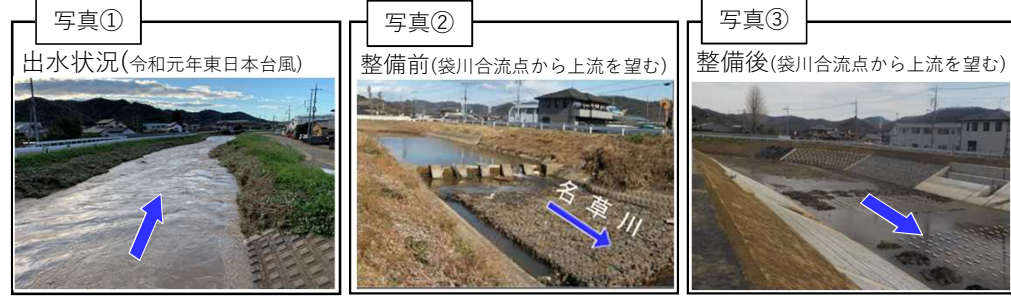 写真①
出水状況(令和元年東日本台風)
写真②
整備前(袋川合流点から上流を望む)
名草川
写真③
整備後(袋川合流点から上流を望む)